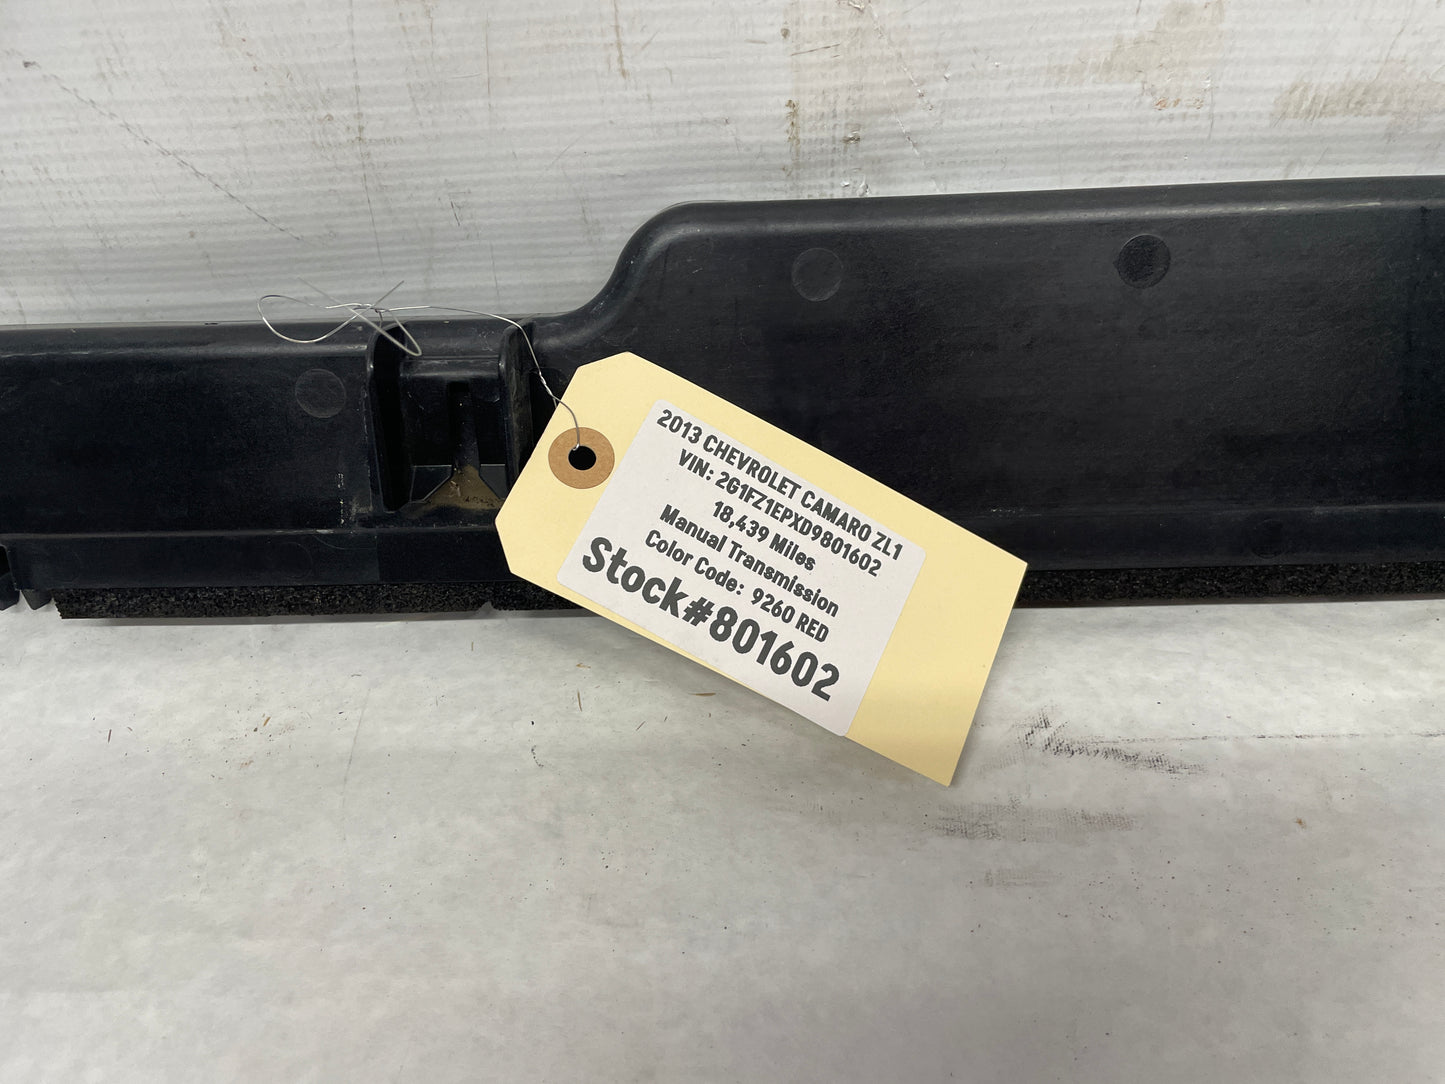 2013 CHEVROLET CAMARO ZL1
VIN: 2G1FZ1EPXD9801602
18,439 Miles
Manual Transmission
Color Code: 9260 RED
Stock#801602